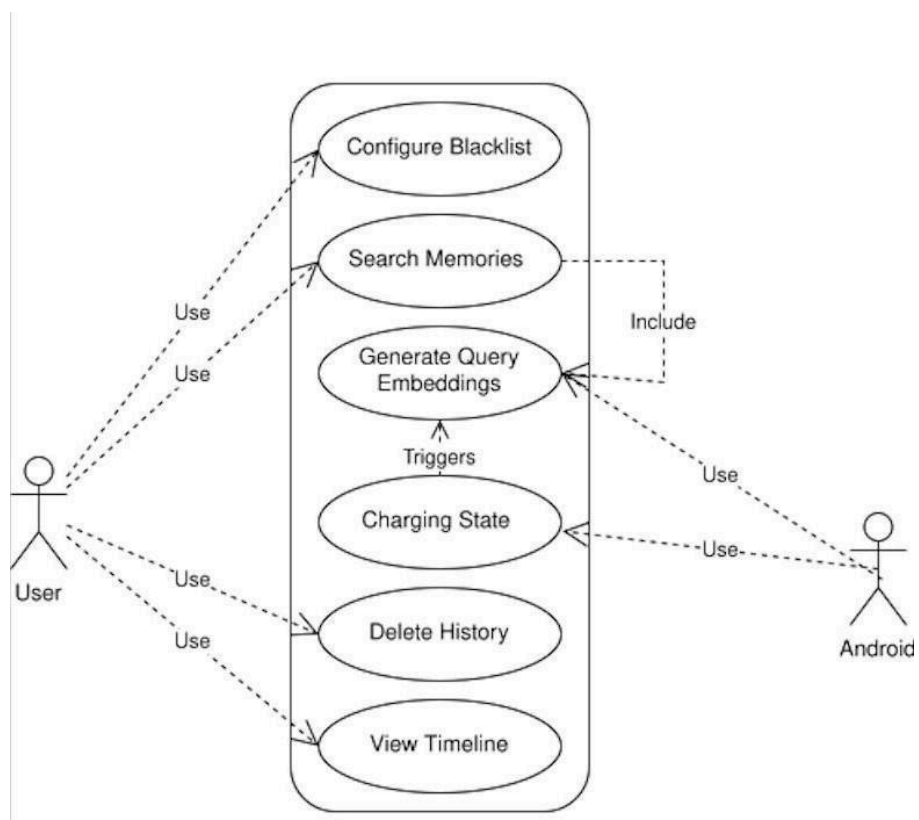 Configure Blacklist
Search Memories
Use
Include
Use
Generate Query
Embeddings
Triggers
Use
Charging State
Use
User
Use
Delete History
Android
Use
View Timeline